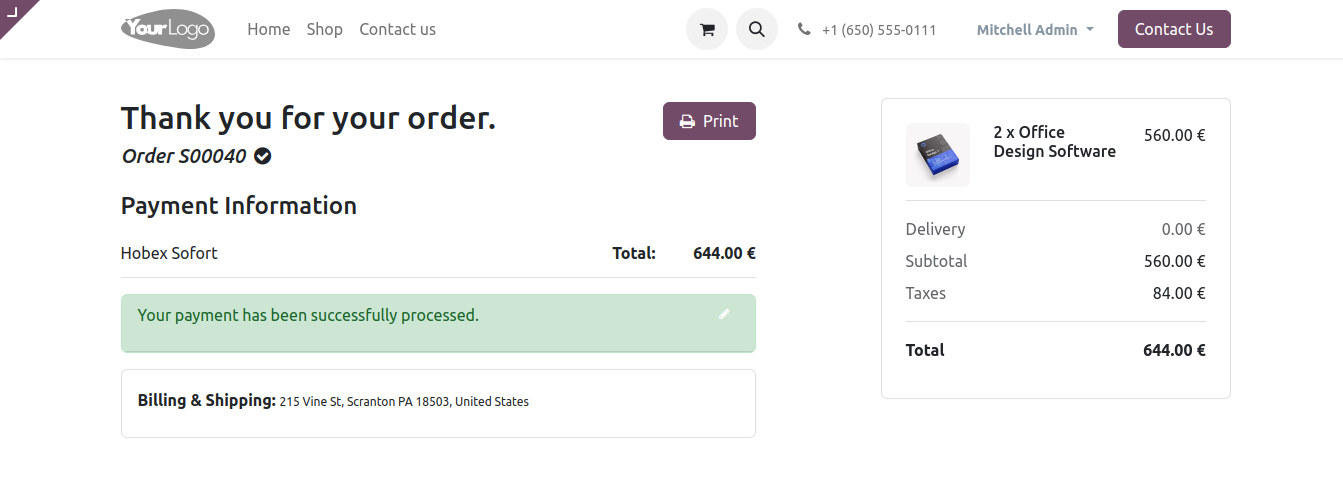 YourLogo
Home Shop Contact us
+1 (650) 555-0111
Mitchell Admin
Contact Us
Thank you for your order.
Print
Order S00040
Payment Information
Hobex Sofort Total: 644.00 €
Your payment has been successfully processed.
Billing & Shipping: 215 Vine St, Scranton PA 18503, United States
2 x Office 560.00 €
Design Software
Delivery 0.00 €
Subtotal 560.00 €
Taxes 84.00 €
Total 644.00 €